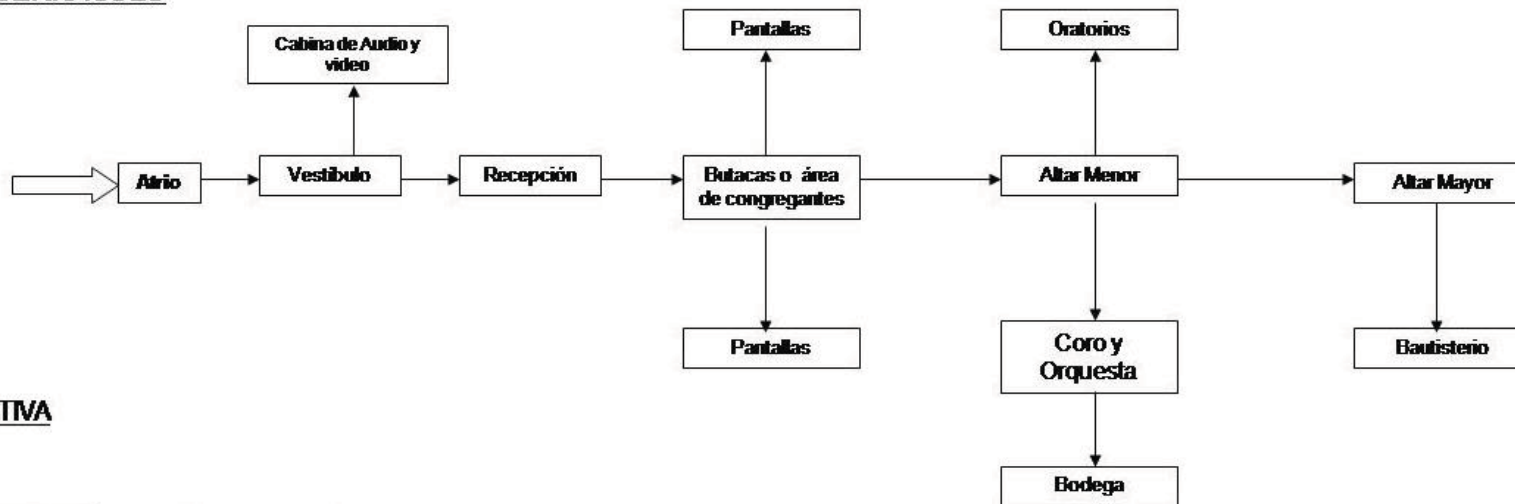 Cabina de Audio y
video
Pantallas
Oratorios
Atrio
Vestíbulo
Recepción
Butacas o área
de congregantes
Altar Menor
Altar Mayor
Pantallas
Coro y
Orquesta
Bautisterio
TIVA
Bodega